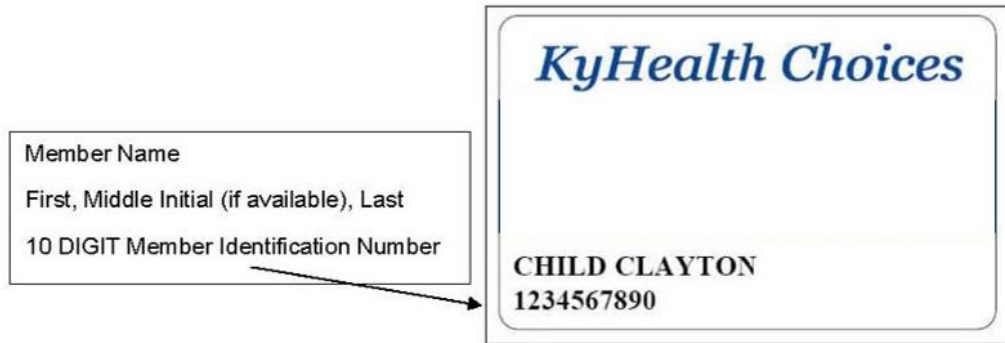 KyHealth Choices
Member Name
First, Middle Initial (if available), Last
10 DIGIT Member Identification Number
CHILD CLAYTON
1234567890